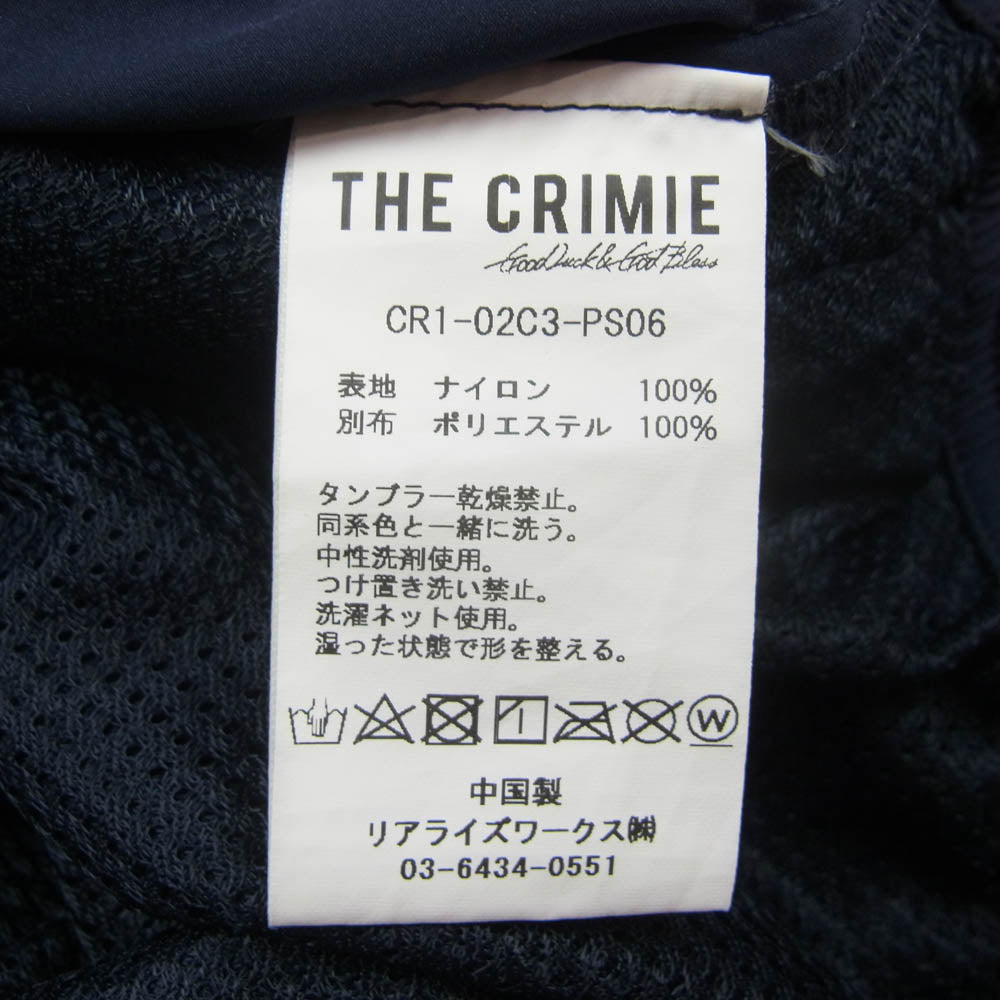 THE CRIMIE
Good Luck & God Bless
CR1-02C3-PS06
表地 ナイロン 100%
別布 ポリエステル 100%
タンブラー乾燥禁止。
同系色と一緒に洗う。
中性洗剤使用。
つけ置き洗い禁止。
洗濯ネット使用。
湿った状態で形を整える。
W
中国製
リアライズワークス㈱
03-6434-0551